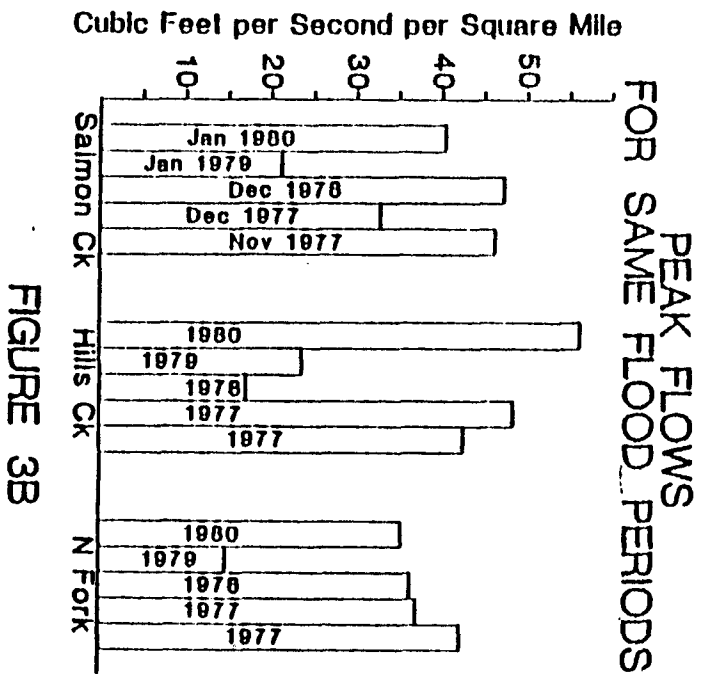 PEAK FLOWS
FOR SAME FLOOD PERIODS
Cubic Feet per Second per Square Mile
10
20
30
40
50
Jan 1980
Jan 1979
Dec 1978
Dec 1977
Nov 1977
Salmon Ck
1980
1979
1978
1977
1977
Hills Ck
1980
1979
1978
1977
1977
N Fork
FIGURE 3B